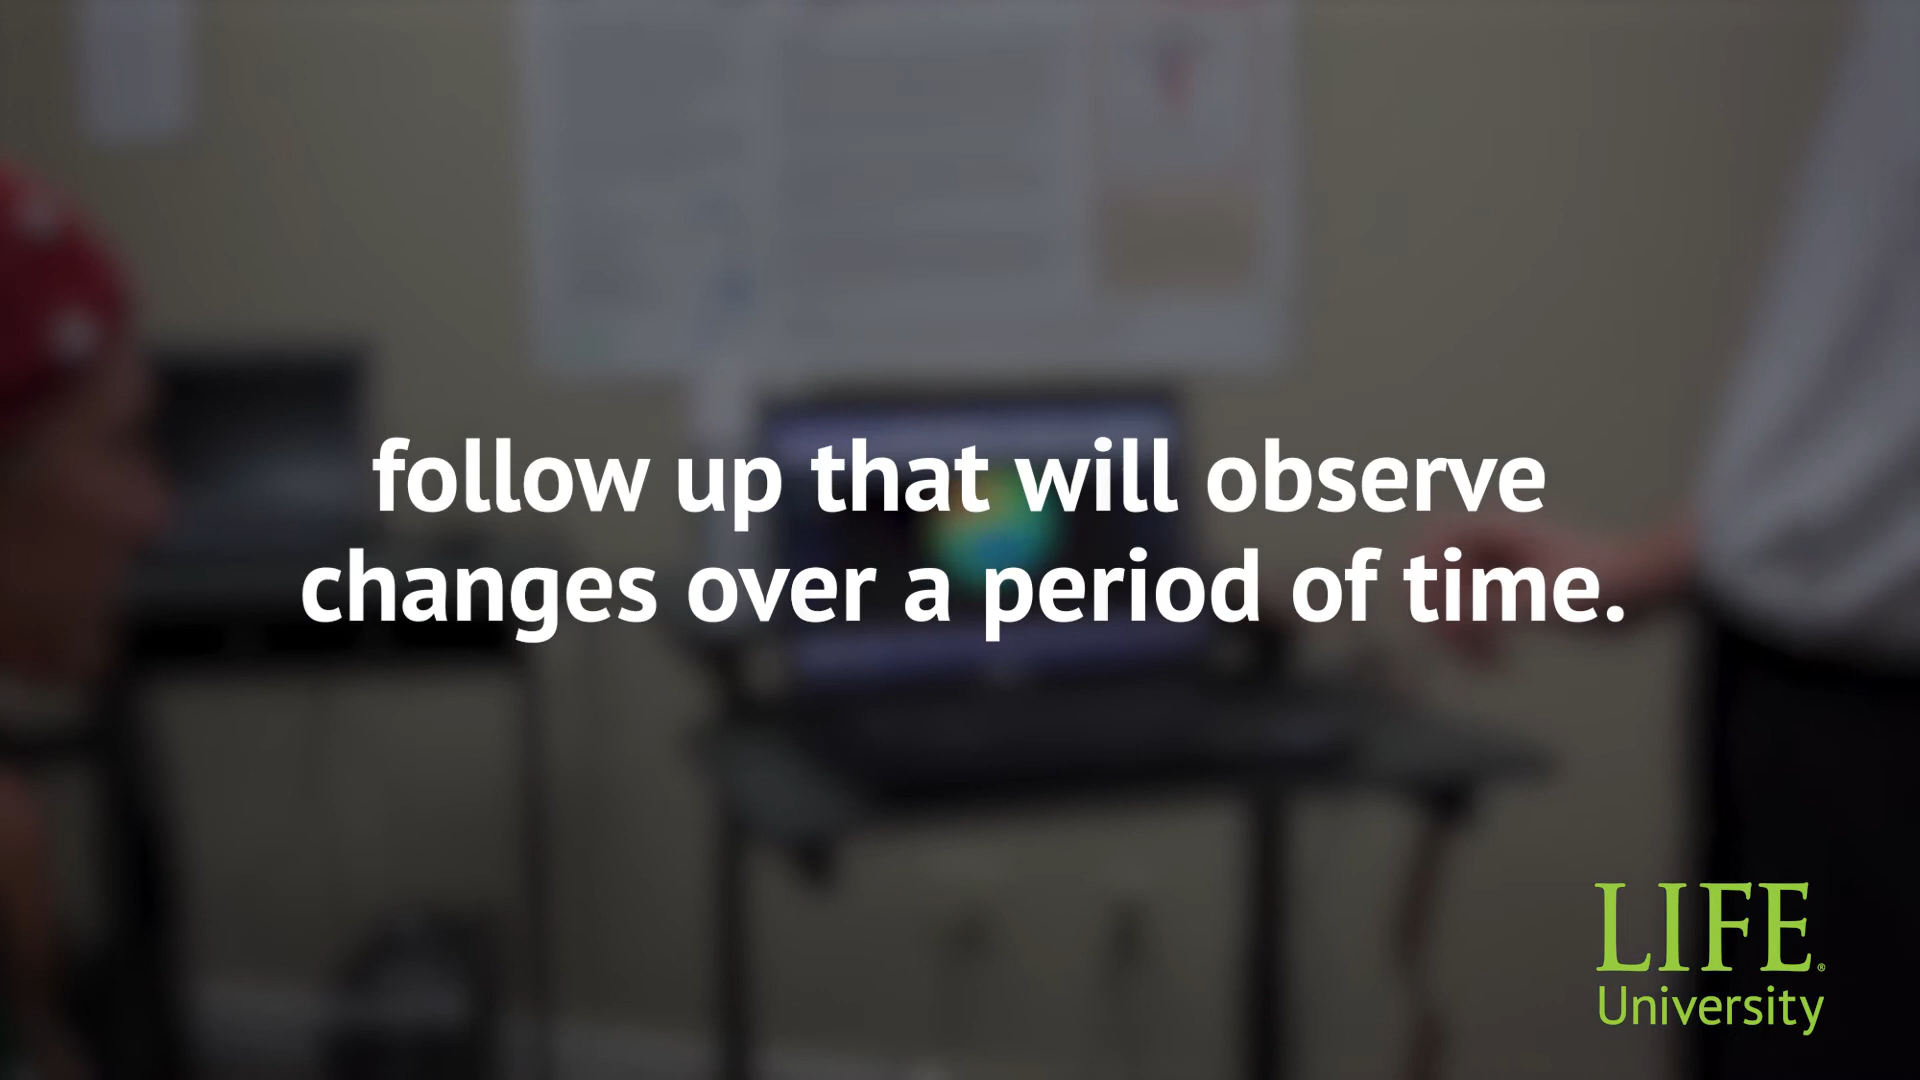 follow up that will observe
changes over a period of time.
LIFE®
University